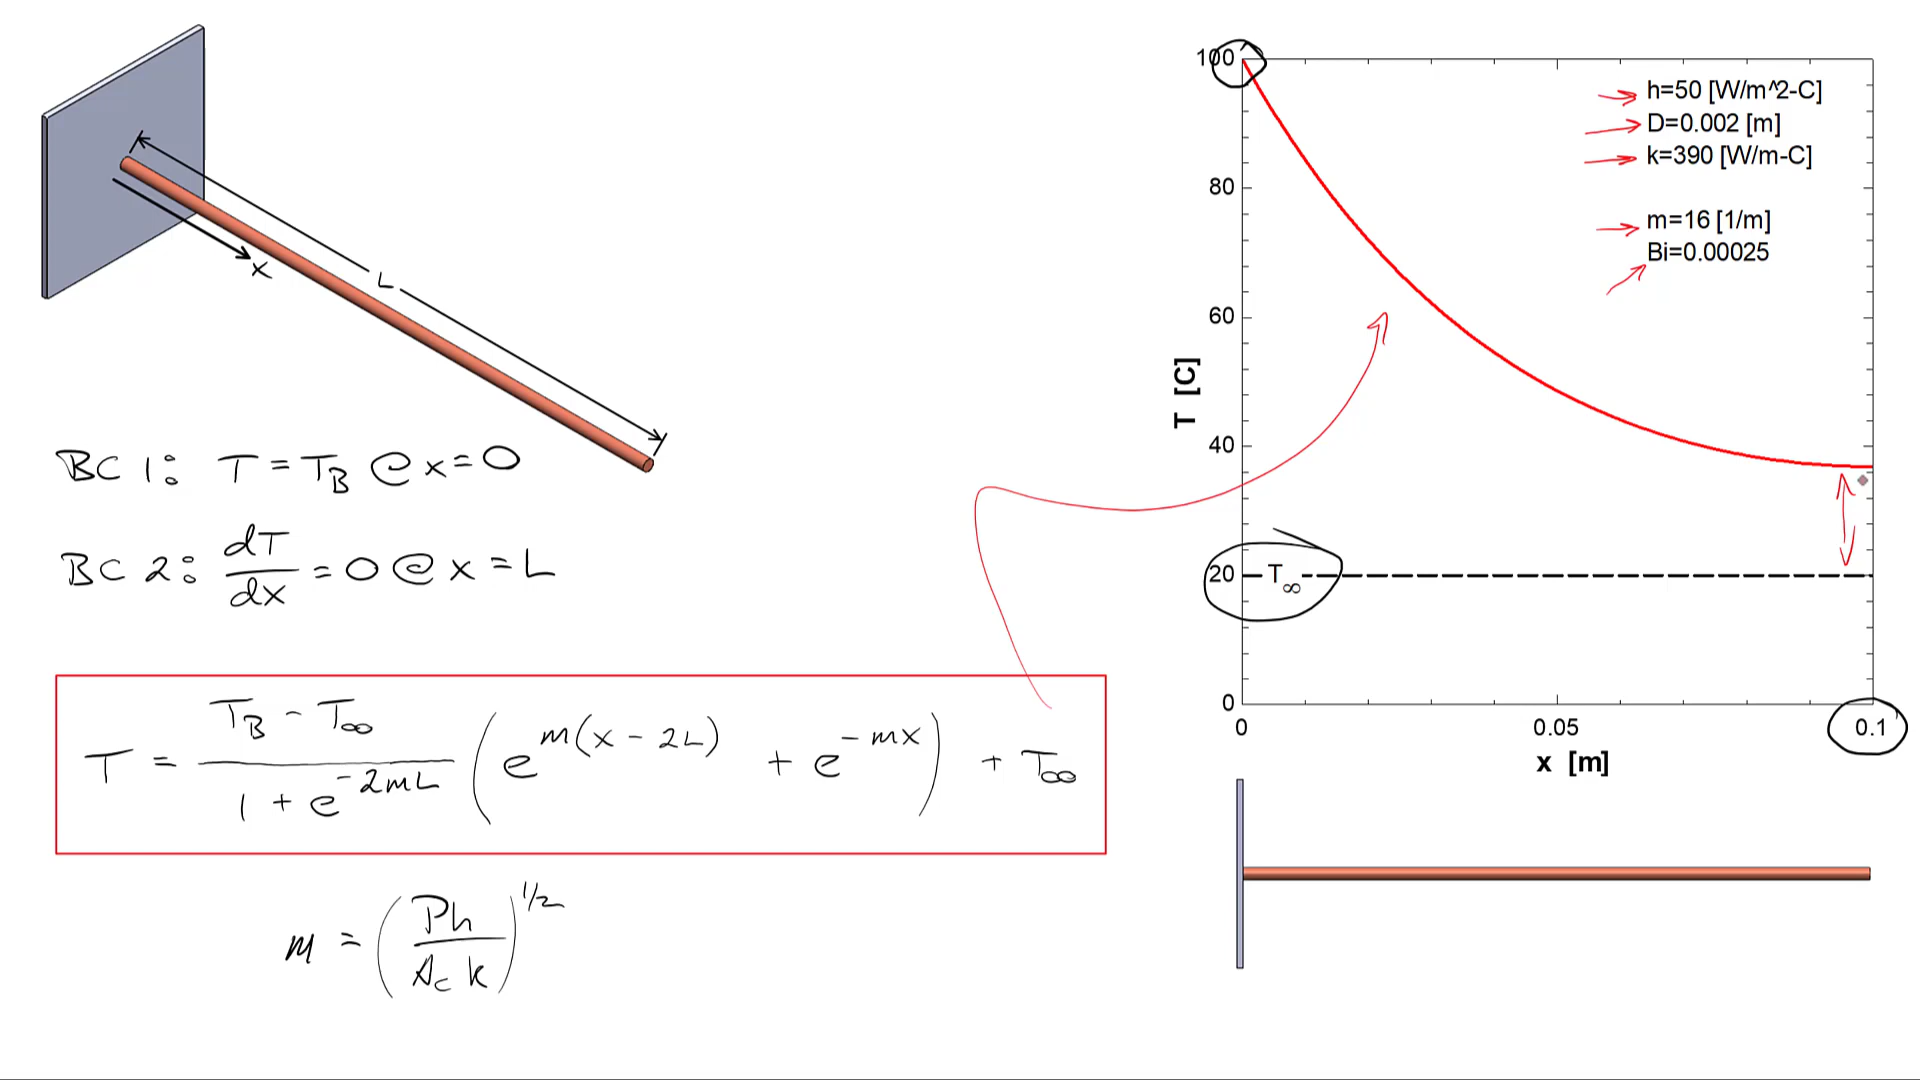 x
L
BC 1: T = T_B @ x = 0
BC 2: dT/dx = 0 @ x = L
T = (T_B - T_∞)/(1 + e^(-2mL)) (e^(m(x - 2L)) + e^(-mx)) + T_∞
m = (Ph/(A_c k))^(1/2)
100
80
60
40
20
0
T [C]
h=50 [W/m^2-C]
D=0.002 [m]
k=390 [W/m-C]
m=16 [1/m]
Bi=0.00025
T∞
0 0.05 0.1
x [m]